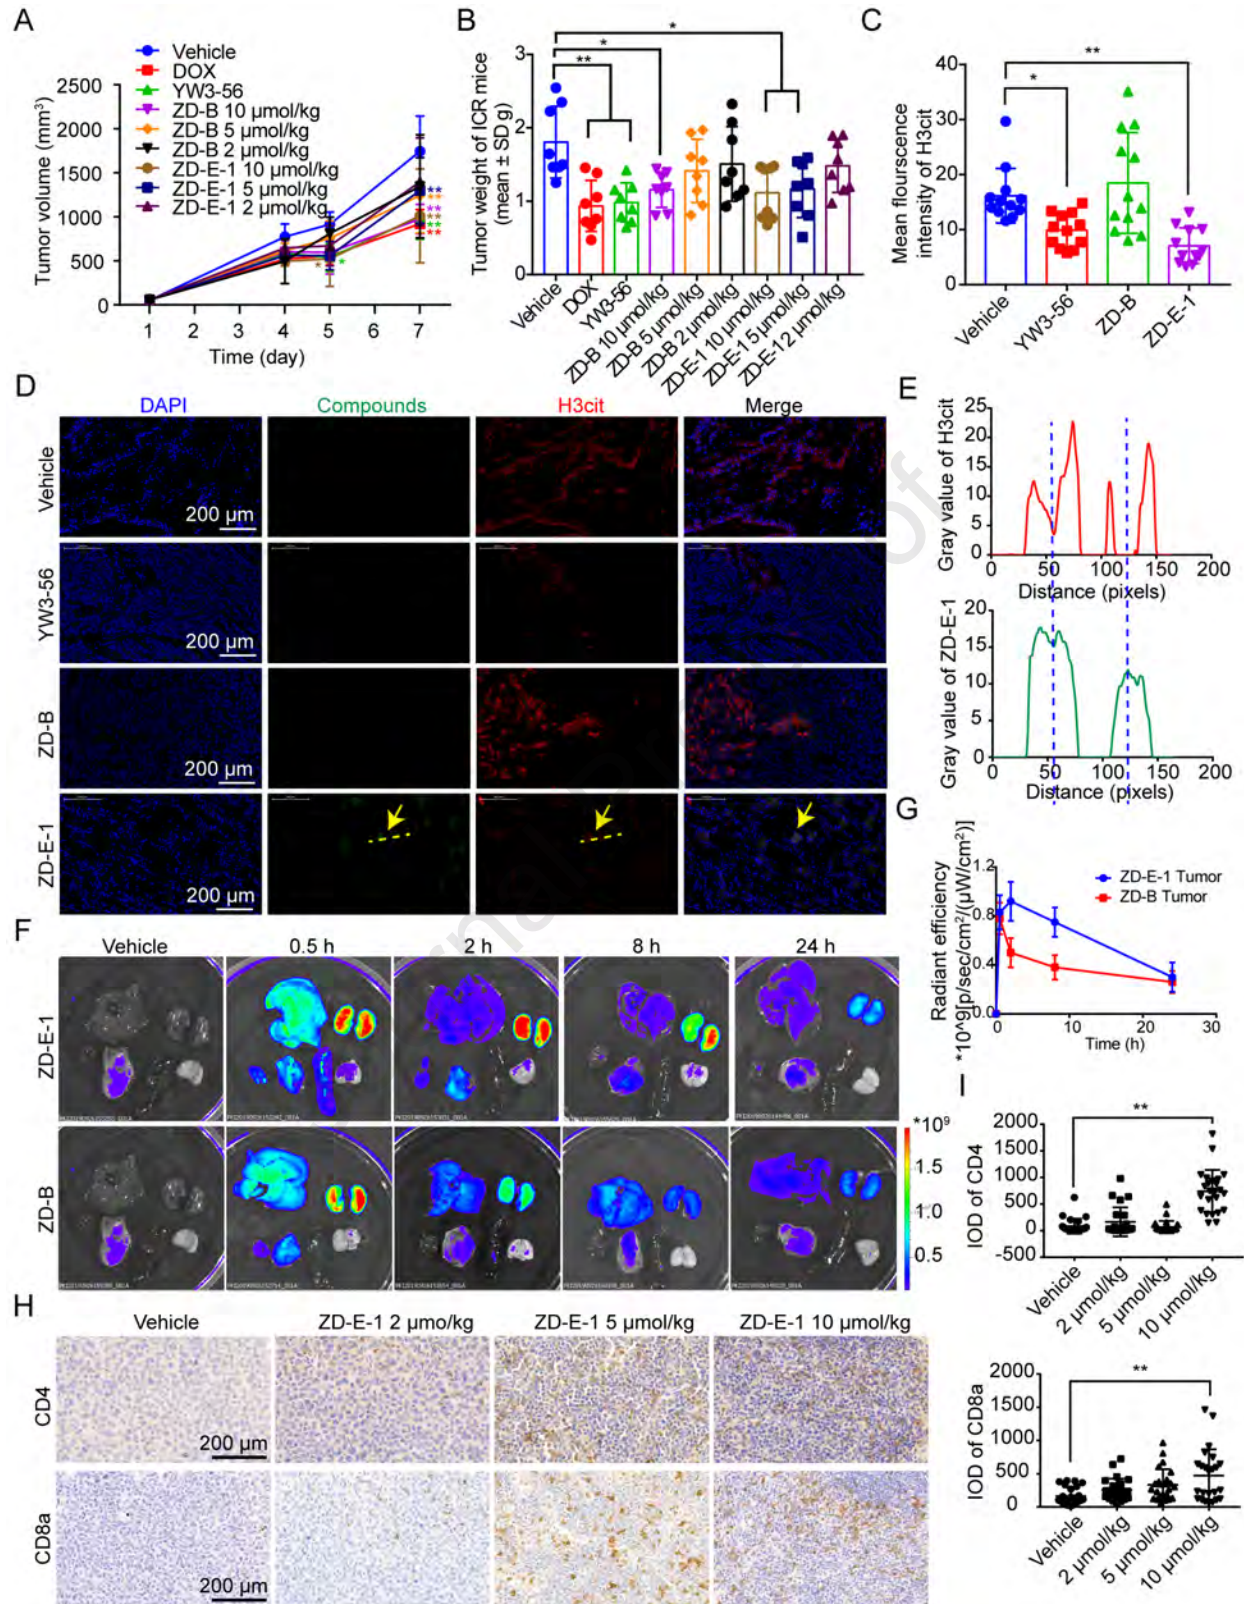 A
Vehicle
DOX
YW3-56
ZD-B 10 µmol/kg
ZD-B 5 µmol/kg
ZD-B 2 µmol/kg
ZD-E-1 10 µmol/kg
ZD-E-1 5 µmol/kg
ZD-E-1 2 µmol/kg
Tumor volume (mm³)
2500
2000
1500
1000
500
0
1 2 3 4 5 6 7
Time (day)
* *
**
**
**
**
**
**
B
Tumor weight of ICR mice
(mean ± SD g)
3
2
1
0
*
*
**
Vehicle
DOX
YW3-56
ZD-B 10 µmol/kg
ZD-B 5 µmol/kg
ZD-B 2 µmol/kg
ZD-E-1 10 µmol/kg
ZD-E-1 5 µmol/kg
ZD-E-1 2 µmol/kg
C
Mean flourescence
intensity of H3cit
40
30
20
10
0
**
*
Vehicle
YW3-56
ZD-B
ZD-E-1
D
DAPI Compounds H3cit Merge
Vehicle
200 µm
YW3-56
200 µm
ZD-B
200 µm
ZD-E-1
200 µm
E
Gray value of H3cit
25
20
15
10
5
0
0 50 100 150 200
Distance (pixels)
Gray value of ZD-E-1
20
15
10
5
0
0 50 100 150 200
Distance (pixels)
F
Vehicle 0.5 h 2 h 8 h 24 h
ZD-E-1
ZD-B
*10⁹
1.5
1.0
0.5
G
Radiant efficiency
*10^9[p/sec/cm²/(µW/cm²)]
1.2
0.8
0.4
0.0
0 10 20 30
Time (h)
ZD-E-1 Tumor
ZD-B Tumor
H
Vehicle ZD-E-1 2 µmo/kg ZD-E-1 5 µmol/kg ZD-E-1 10 µmol/kg
CD4
200 µm
CD8a
200 µm
I
IOD of CD4
2000
1500
1000
500
0
-500
**
Vehicle
2 µmol/kg
5 µmol/kg
10 µmol/kg
IOD of CD8a
2000
1500
1000
500
0
**
Vehicle
2 µmol/kg
5 µmol/kg
10 µmol/kg